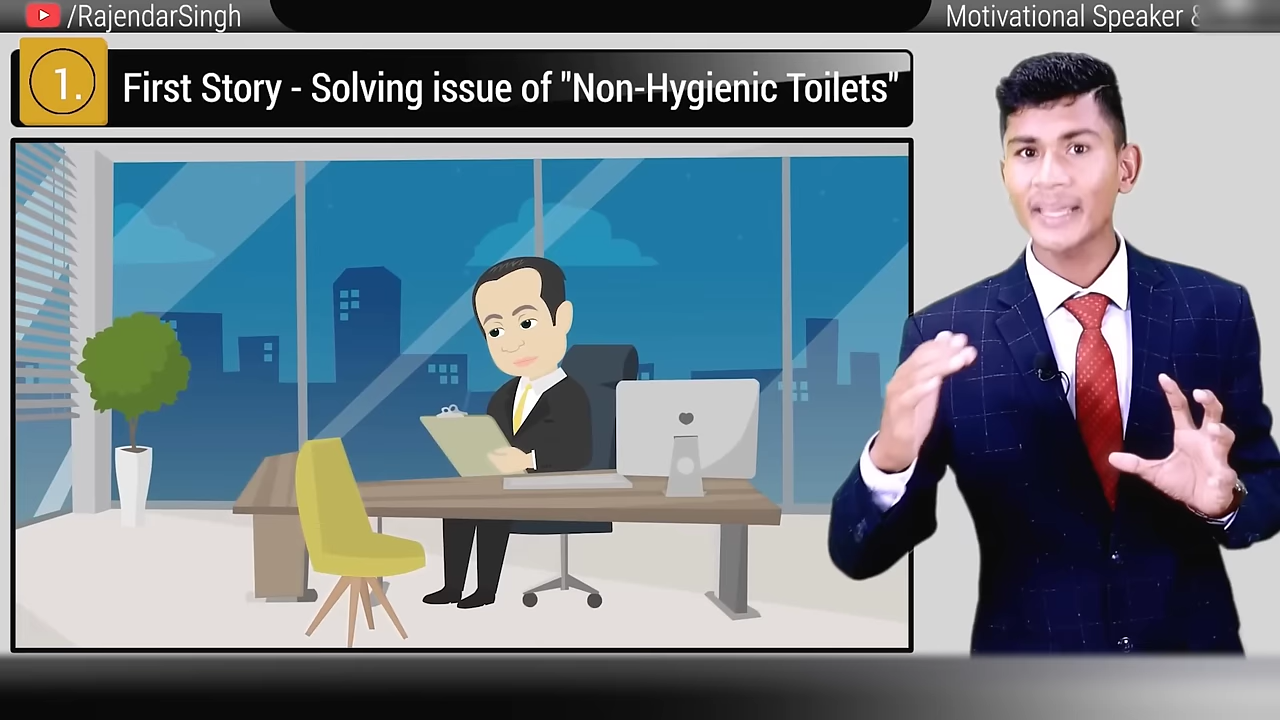 /RajendarSingh
Motivational Speaker &
1.
First Story - Solving issue of "Non-Hygienic Toilets"